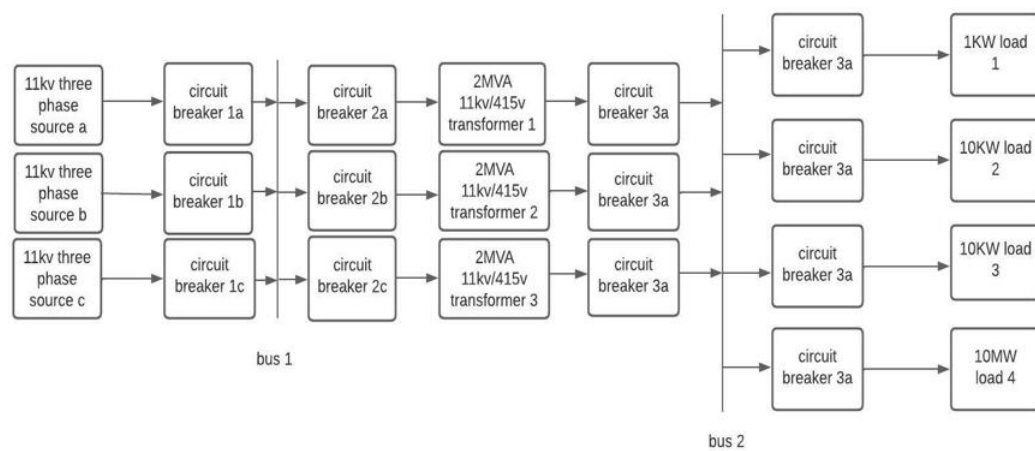 11kv three
phase
source a
circuit
breaker 1a
circuit
breaker 2a
2MVA
11kv/415v
transformer 1
circuit
breaker 3a
11kv three
phase
source b
circuit
breaker 1b
circuit
breaker 2b
2MVA
11kv/415v
transformer 2
circuit
breaker 3a
11kv three
phase
source c
circuit
breaker 1c
circuit
breaker 2c
2MVA
11kv/415v
transformer 3
circuit
breaker 3a
bus 1
circuit
breaker 3a
1KW load
1
circuit
breaker 3a
10KW load
2
circuit
breaker 3a
10KW load
3
circuit
breaker 3a
10MW
load 4
bus 2